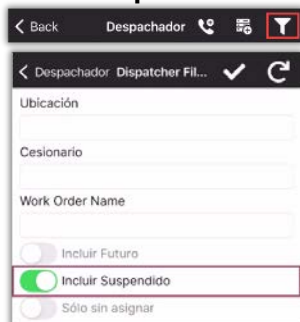 Back Despachador
Despachador Dispatcher Fil...
Ubicación
Cesionario
Work Order Name
Incluir Futuro
Incluir Suspendido
Sólo sin asignar